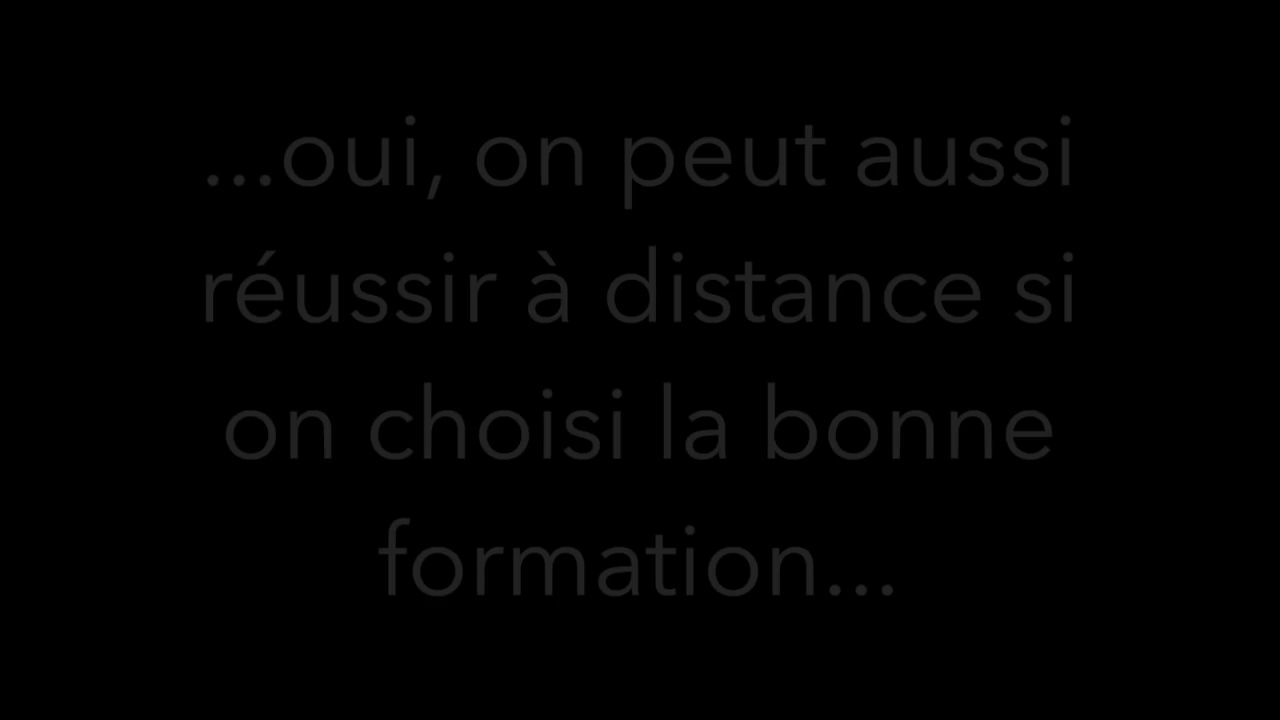 ...oui, on peut aussi
réussir à distance si
on choisi la bonne
formation...